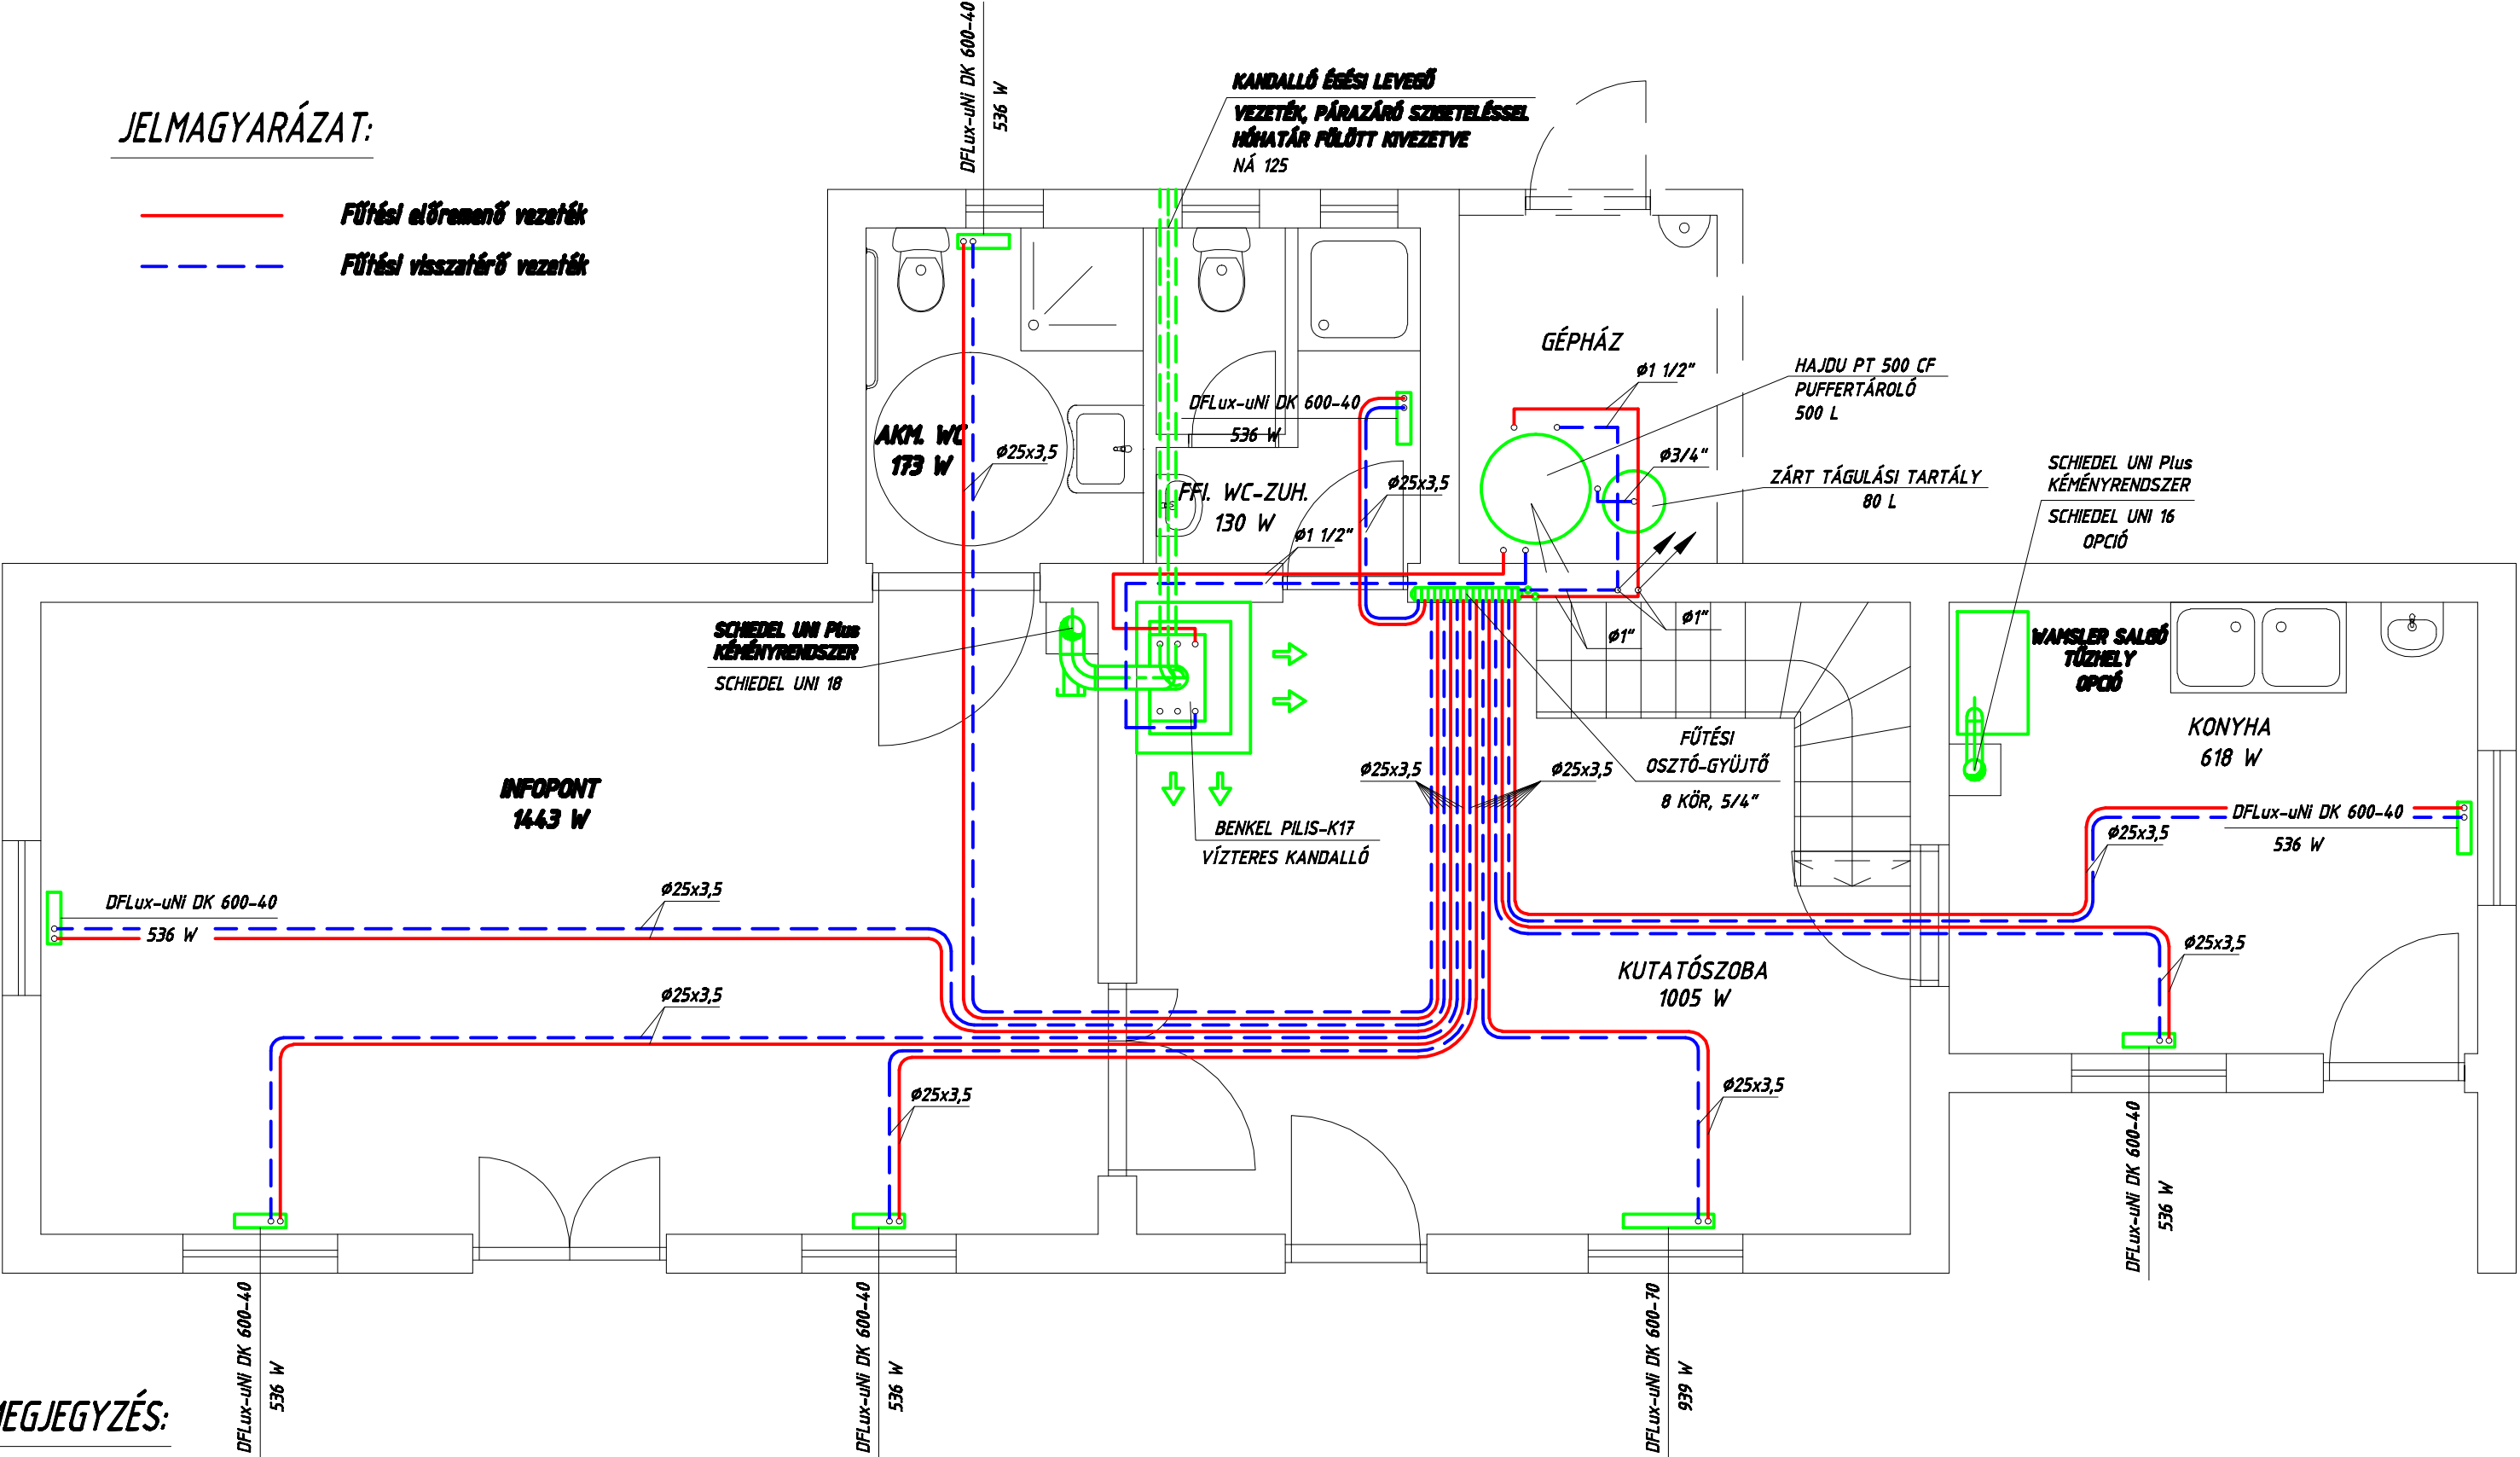 JELMAGYARÁZAT:
Fűtési előremenő vezeték
Fűtési visszatérő vezeték
DFLux-uNi DK 600-40
536 W
KANDALLÓ ÉGÉSI LEVEGŐ
VEZETÉK, PÁRAZÁRÓ SZIGETELÉSSEL
HÓHATÁR FÖLÖTT KIVEZETVE
NÁ 125
GÉPHÁZ
Ø1 1/2"
HAJDU PT 500 CF
PUFFERTÁROLÓ
500 L
Ø3/4"
ZÁRT TÁGULÁSI TARTÁLY
80 L
SCHIEDEL UNI Plus
KÉMÉNYRENDSZER
SCHIEDEL UNI 16
OPCIÓ
AKM. WC
173 W
Ø25x3,5
DFLux-uNi DK 600-40
536 W
FFI. WC-ZUH.
130 W
Ø25x3,5
Ø1 1/2"
SCHIEDEL UNI Plus
KÉMÉNYRENDSZER
SCHIEDEL UNI 18
Ø1"
Ø1"
WAMSLER SALGÓ
TŰZHELY
OPCIÓ
KONYHA
618 W
FŰTÉSI
OSZTÓ-GYÜJTŐ
8 KÖR, 5/4"
Ø25x3,5
Ø25x3,5
INFOPONT
1443 W
BENKEL PILIS-K17
VÍZTERES KANDALLÓ
DFLux-uNi DK 600-40
536 W
Ø25x3,5
DFLux-uNi DK 600-40
536 W
Ø25x3,5
Ø25x3,5
KUTATÓSZOBA
1005 W
Ø25x3,5
Ø25x3,5
Ø25x3,5
DFLux-uNi DK 600-40
536 W
DFLux-uNi DK 600-40
536 W
DFLux-uNi DK 600-40
536 W
DFLux-uNi DK 600-70
939 W
MEGJEGYZÉS: